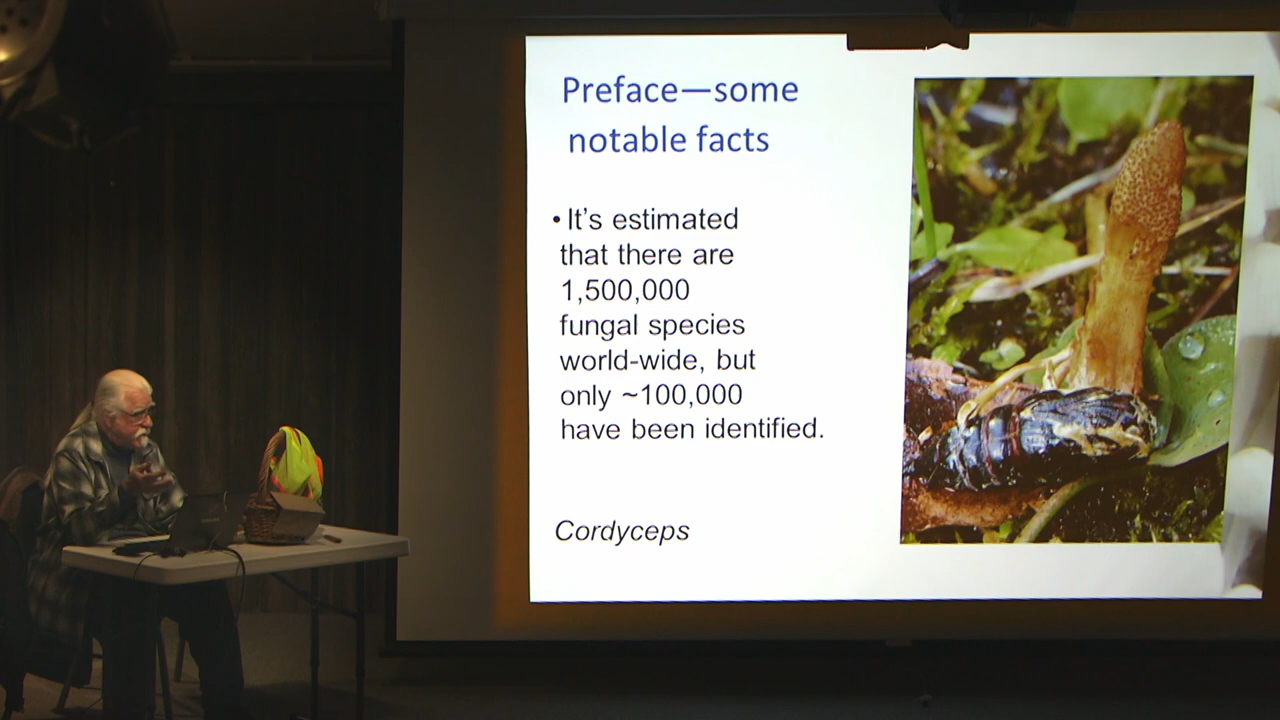 Preface—some
notable facts
• It's estimated
that there are
1,500,000
fungal species
world-wide, but
only ~100,000
have been identified.
Cordyceps